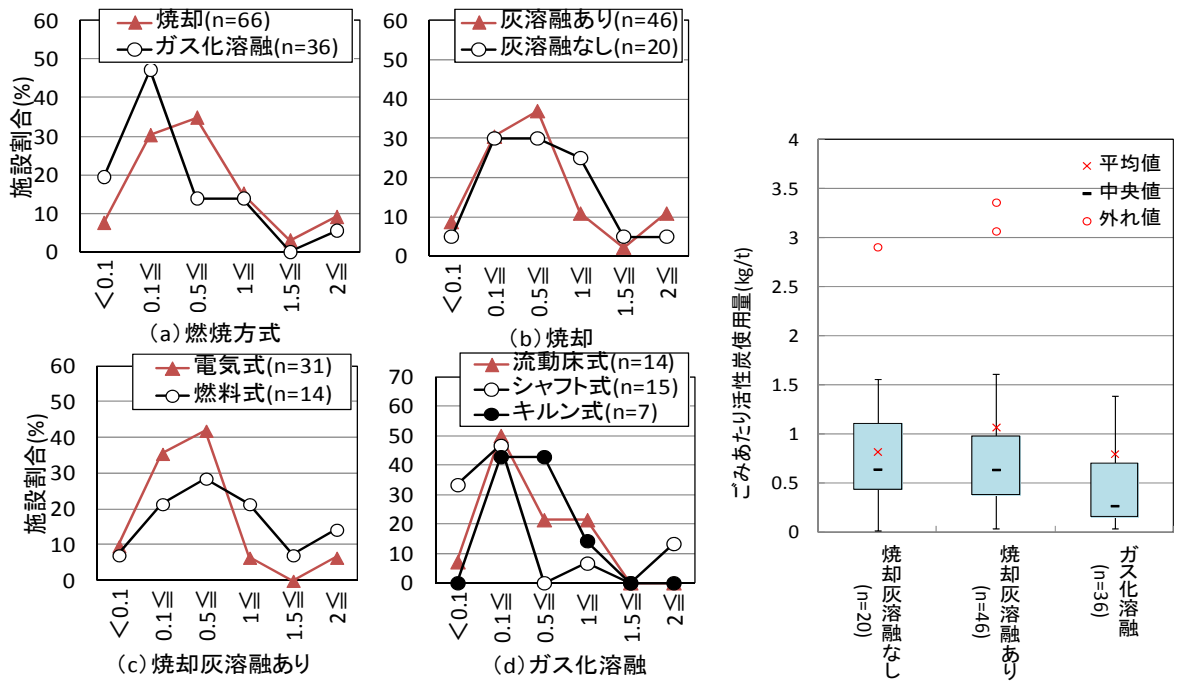 焼却(n=66)
ガス化溶融(n=36)
施設割合(%)
60
50
40
30
20
10
0
<0.1
0.1≦
0.5≦
1≦
1.5≦
2≦
(a)燃焼方式
灰溶融あり(n=46)
灰溶融なし(n=20)
60
50
40
30
20
10
0
<0.1
0.1≦
0.5≦
1≦
1.5≦
2≦
(b)焼却
電気式(n=31)
燃料式(n=14)
施設割合(%)
60
50
40
30
20
10
0
<0.1
0.1≦
0.5≦
1≦
1.5≦
2≦
(c)焼却灰溶融あり
流動床式(n=14)
シャフト式(n=15)
キルン式(n=7)
70
60
50
40
30
20
10
0
<0.1
0.1≦
0.5≦
1≦
1.5≦
2≦
(d)ガス化溶融
ごみあたり活性炭使用量(kg/t)
4
3.5
3
2.5
2
1.5
1
0.5
0
平均値
中央値
外れ値
焼却灰溶融なし
(n=20)
焼却灰溶融あり
(n=46)
ガス化溶融
(n=36)